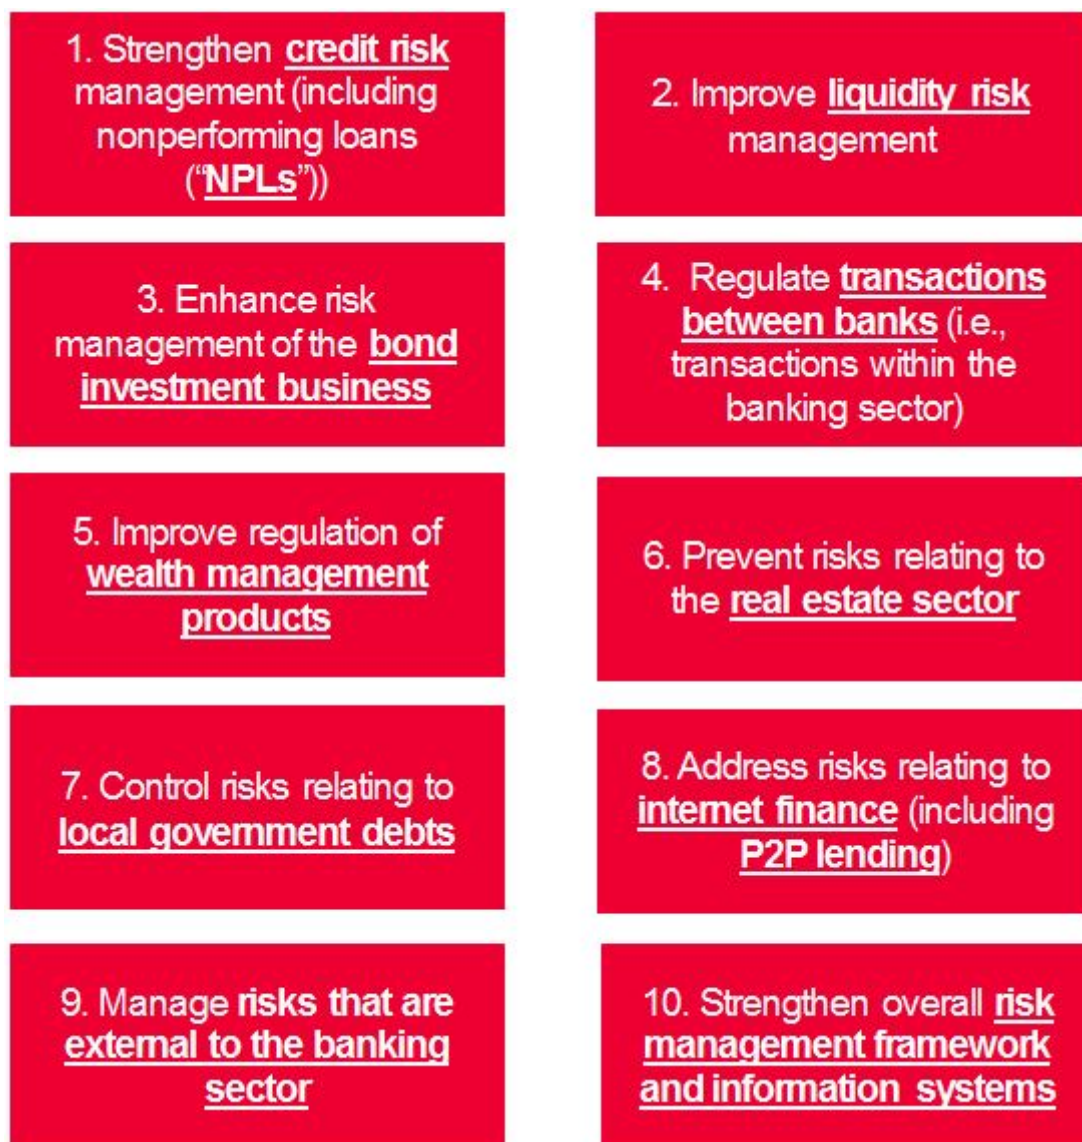 1. Strengthen credit risk
management (including
nonperforming loans
(“NPLs”))
2. Improve liquidity risk
management
3. Enhance risk
management of the bond
investment business
4. Regulate transactions
between banks (i.e.,
transactions within the
banking sector)
5. Improve regulation of
wealth management
products
6. Prevent risks relating to
the real estate sector
7. Control risks relating to
local government debts
8. Address risks relating to
internet finance (including
P2P lending)
9. Manage risks that are
external to the banking
sector
10. Strengthen overall risk
management framework
and information systems